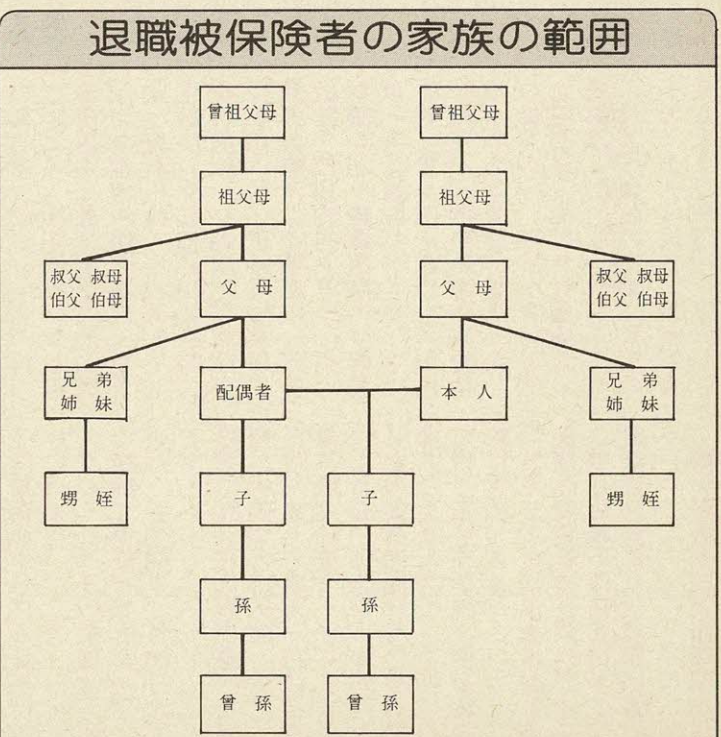 退職被保険者の家族の範囲
曾祖父母
曾祖父母
祖父母
祖父母
叔父 叔母
伯父 伯母
父 母
父 母
叔父 叔母
伯父 伯母
兄 弟
姉 妹
配偶者
本 人
兄 弟
姉 妹
甥 姪
子
子
甥 姪
孫
孫
曾 孫
曾 孫